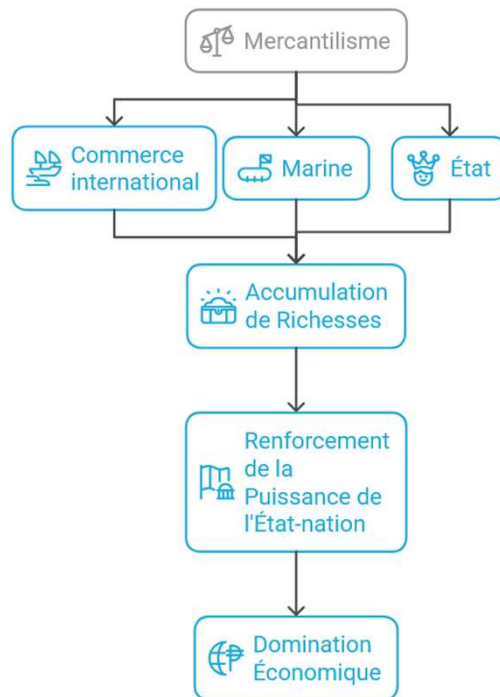 Mercantilisme
Commerce
international
Marine
État
Accumulation
de Richesses
Renforcement
de la
Puissance de
l'État-nation
Domination
Économique